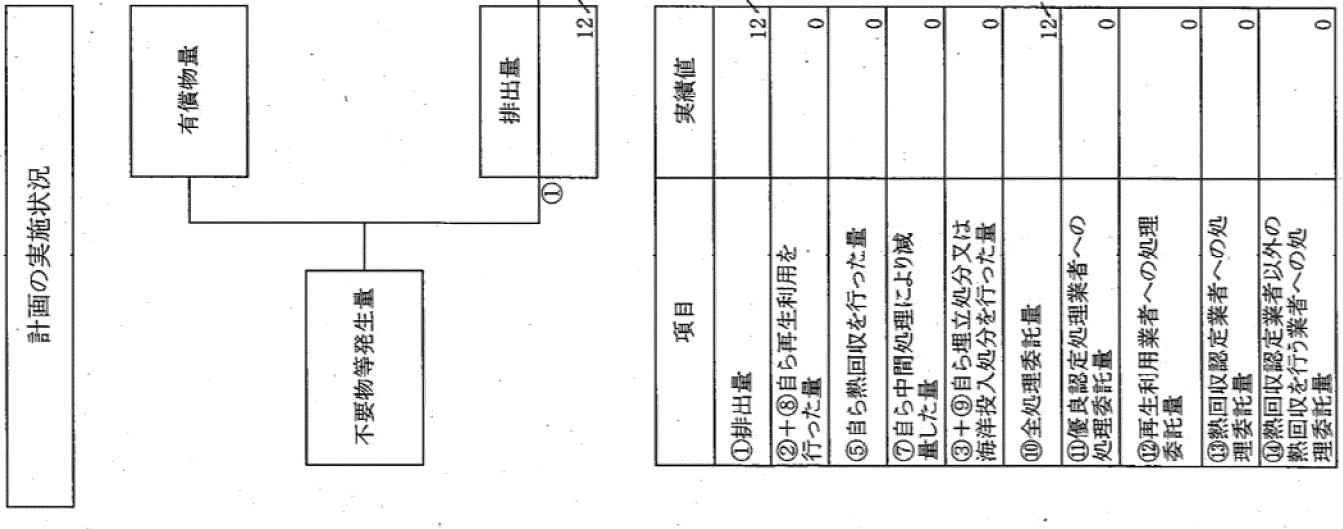 計画の実施状況
有償物量
不要物等発生量
①
排出量
12
項目
実績値
①排出量
12
②+⑧自ら再生利用を
行った量
0
⑤自ら熱回収を行った量
0
⑦自ら中間処理により減
量した量
0
③+⑨自ら埋立処分又は
海洋投入処分を行った量
0
⑩全処理委託量
12
⑪優良認定処理業者への
処理委託量
0
⑫再生利用業者への処理
委託量
0
⑬熱回収認定業者への処
理委託量
0
⑭熱回収認定業者以外の
熱回収を行う業者への処
理委託量
0